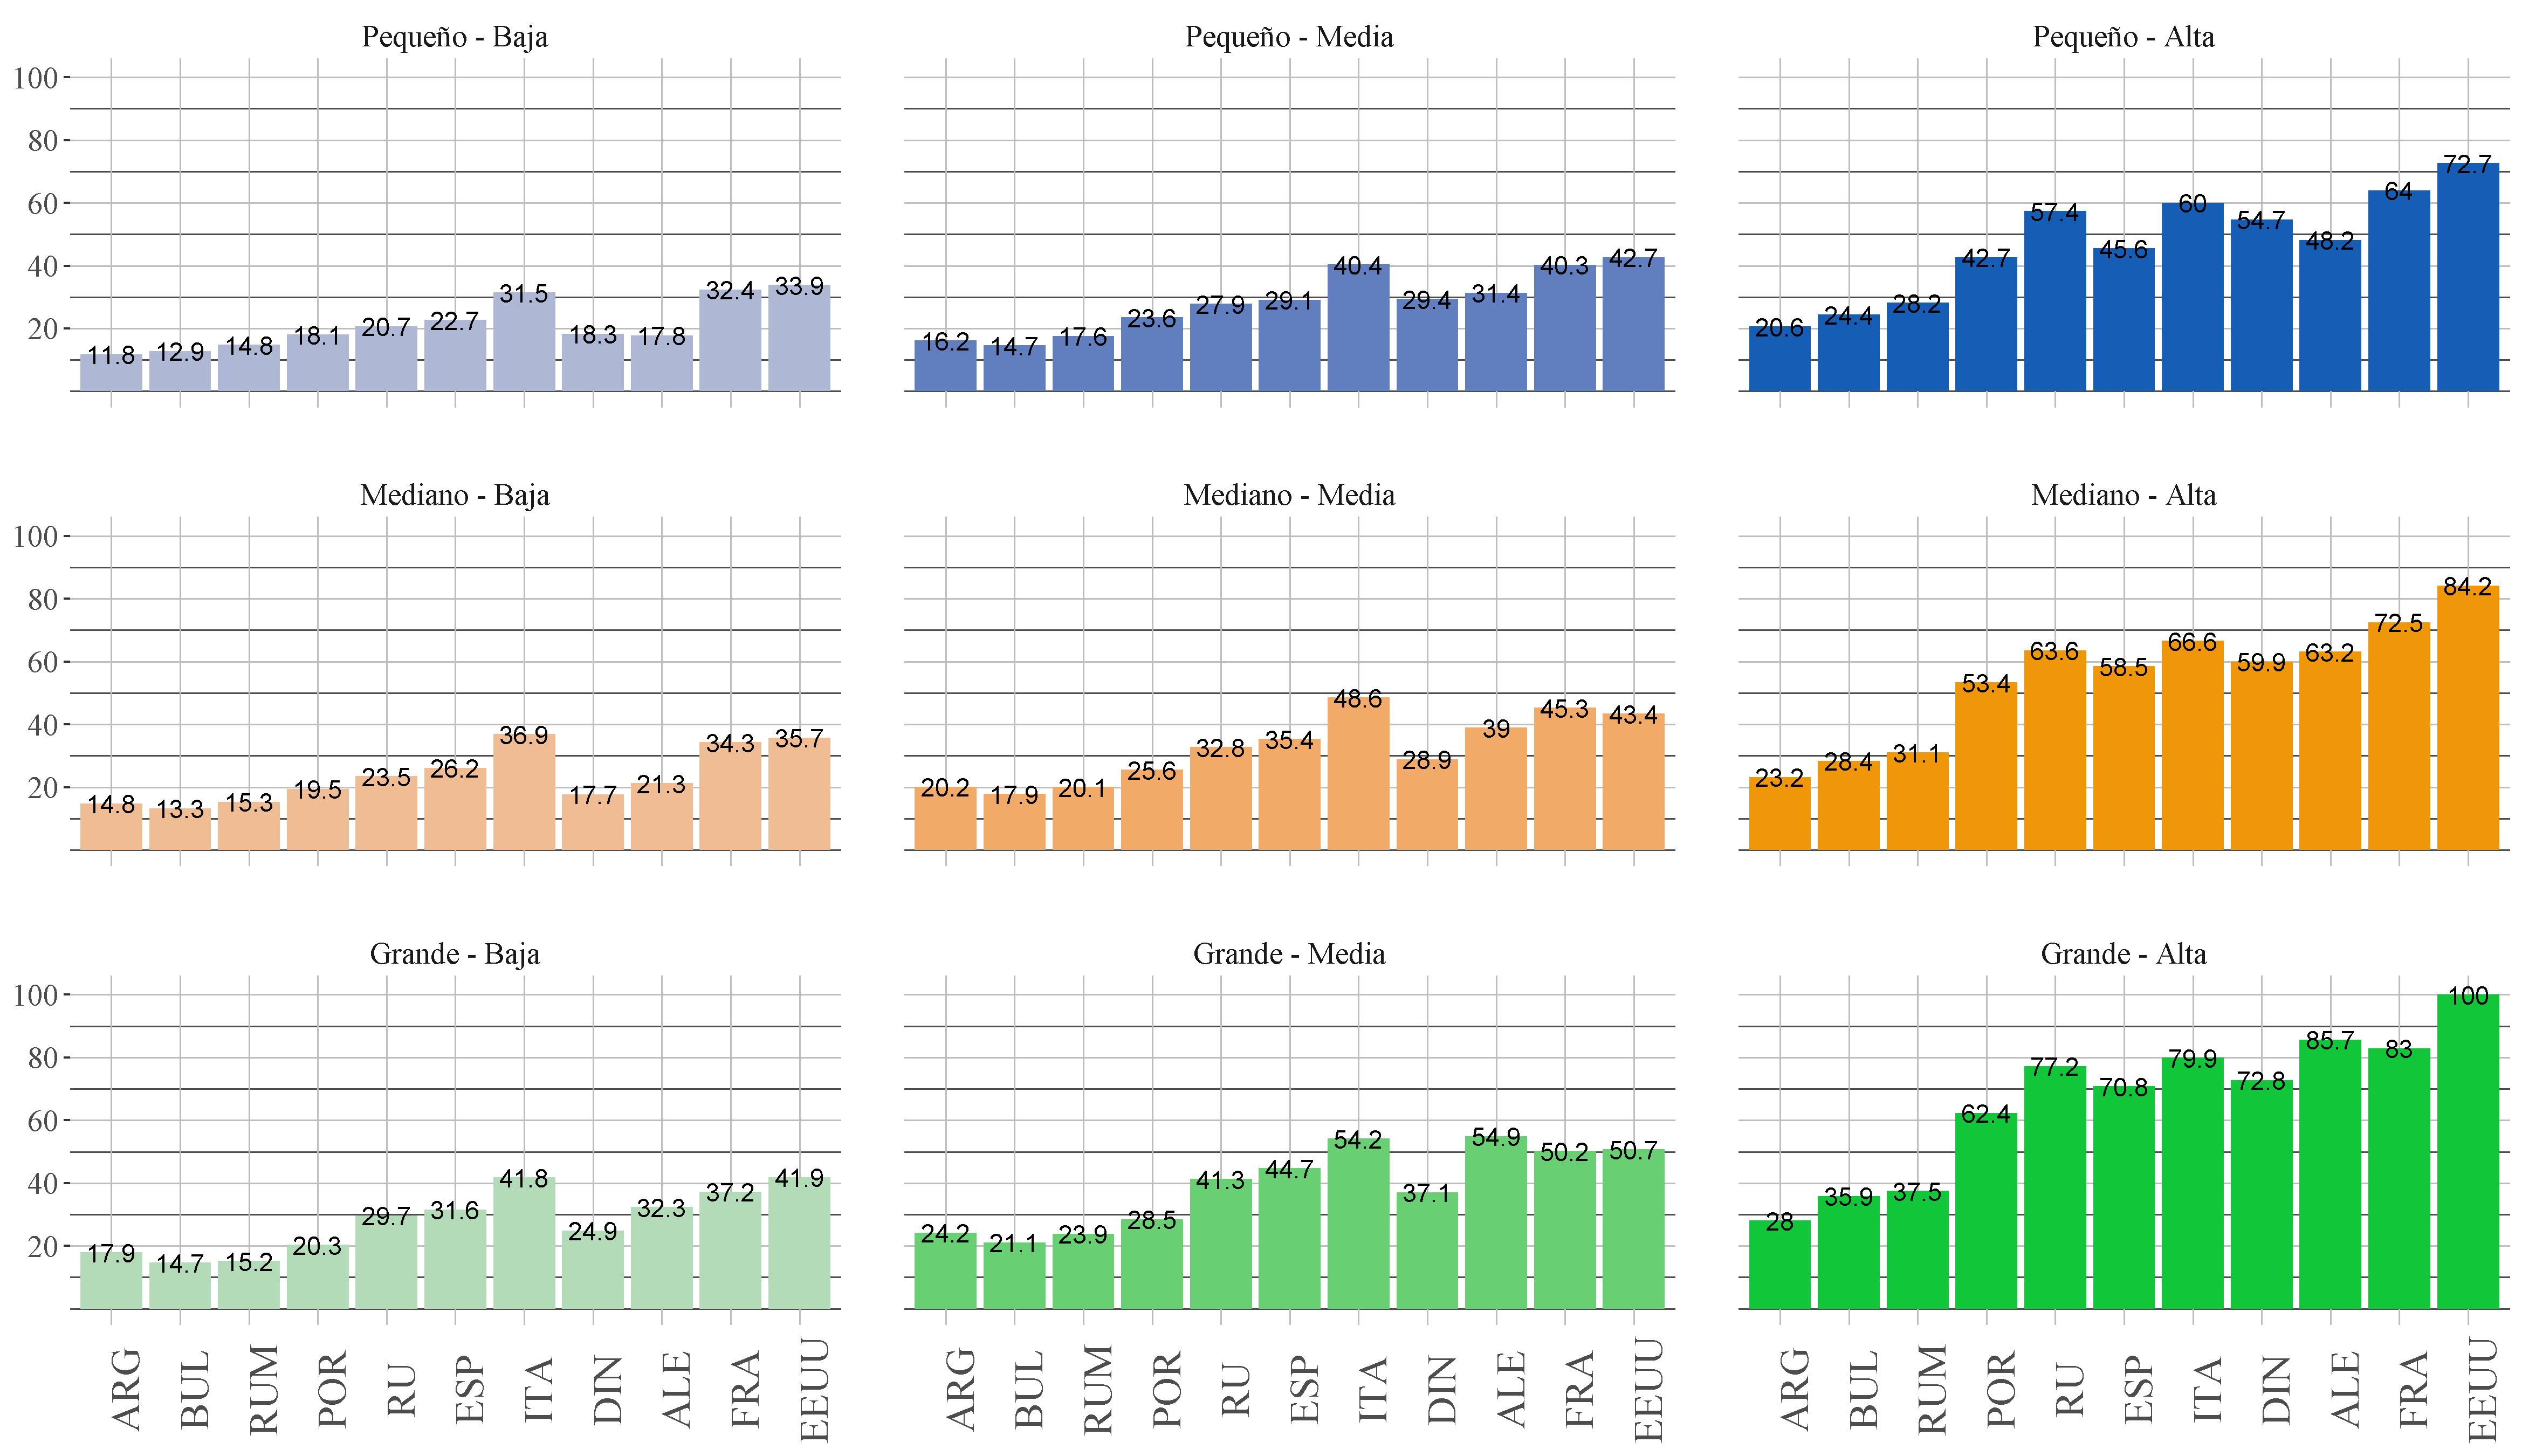 Pequeño - Baja
Pequeño - Media
Pequeño - Alta
100
80
60
40
20
11.8 12.9 14.8 18.1 20.7 22.7 31.5 18.3 17.8 32.4 33.9
16.2 14.7 17.6 23.6 27.9 29.1 40.4 29.4 31.4 40.3 42.7
20.6 24.4 28.2 42.7 57.4 45.6 60 54.7 48.2 64 72.7
Mediano - Baja
Mediano - Media
Mediano - Alta
100
80
60
40
20
14.8 13.3 15.3 19.5 23.5 26.2 36.9 17.7 21.3 34.3 35.7
20.2 17.9 20.1 25.6 32.8 35.4 48.6 28.9 39 45.3 43.4
23.2 28.4 31.1 53.4 63.6 58.5 66.6 59.9 63.2 72.5 84.2
Grande - Baja
Grande - Media
Grande - Alta
100
80
60
40
20
17.9 14.7 15.2 20.3 29.7 31.6 41.8 24.9 32.3 37.2 41.9
24.2 21.1 23.9 28.5 41.3 44.7 54.2 37.1 54.9 50.2 50.7
28 35.9 37.5 62.4 77.2 70.8 79.9 72.8 85.7 83 100
ARG BUL RUM POR RU ESP ITA DIN ALE FRA EEUU
ARG BUL RUM POR RU ESP ITA DIN ALE FRA EEUU
ARG BUL RUM POR RU ESP ITA DIN ALE FRA EEUU